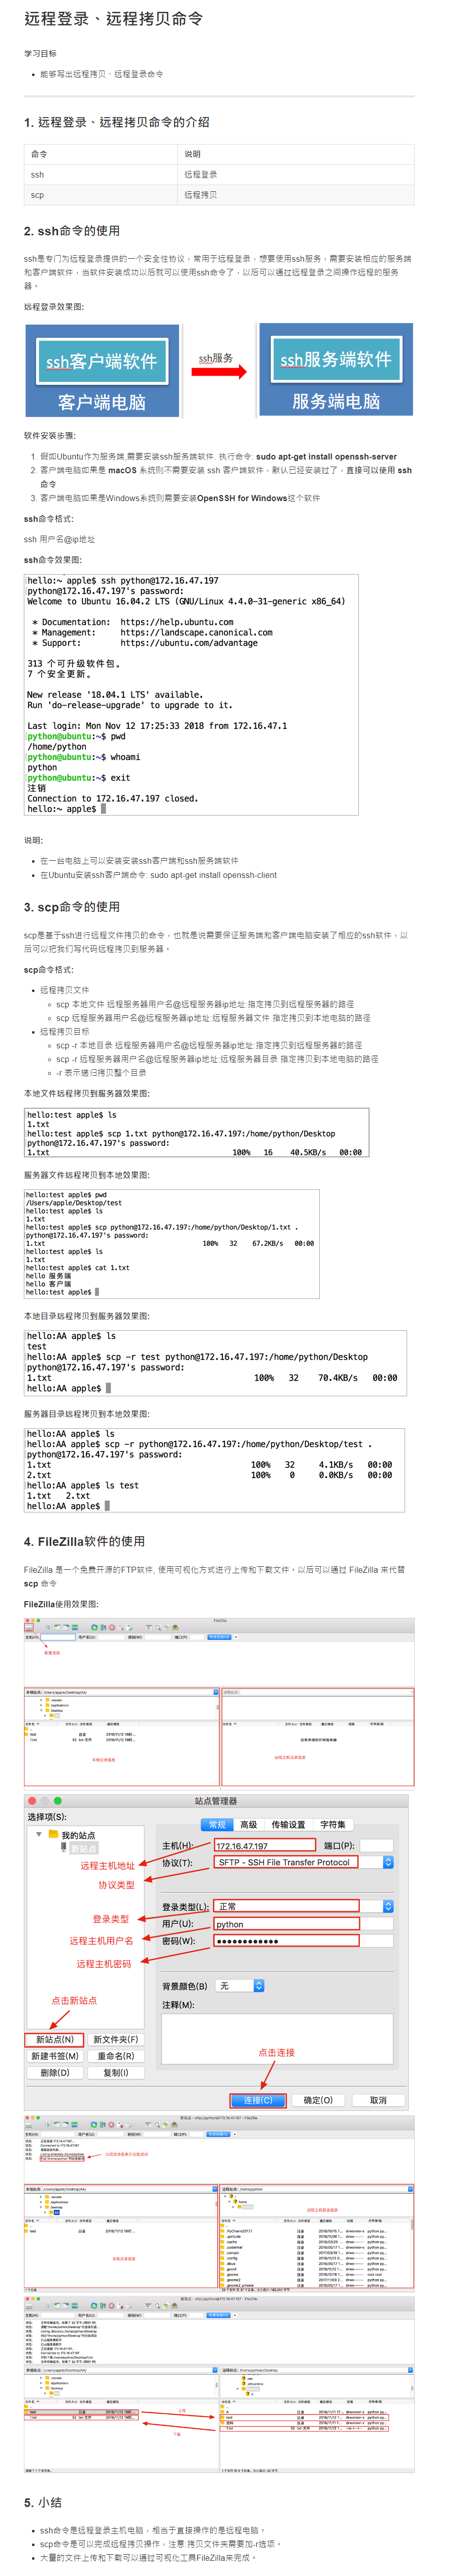 远程登录、远程拷贝命令
学习目标
• 能够写出远程拷贝、远程登录命令
1. 远程登录、远程拷贝命令的介绍
命令 说明
ssh 远程登录
scp 远程拷贝
2. ssh命令的使用
ssh是专门为远程登录提供的一个安全性协议，常用于远程登录，想要使用ssh服务，需要安装相应的服务端
和客户端软件，当软件安装成功以后就可以使用ssh命令了，以后可以通过远程登录之间操作远程的服务
器。
远程登录效果图:
ssh客户端软件
客户端电脑
ssh服务
ssh服务端软件
服务端电脑
软件安装步骤:
1. 假如Ubuntu作为服务端,需要安装ssh服务端软件. 执行命令: sudo apt-get install openssh-server
2. 客户端电脑如果是 macOS 系统则不需要安装 ssh 客户端软件，默认已经安装过了，直接可以使用 ssh
命令
3. 客户端电脑如果是Windows系统则需要安装OpenSSH for Windows这个软件
ssh命令格式:
ssh 用户名@ip地址
ssh命令效果图:
hello:~ apple$ ssh python@172.16.47.197
python@172.16.47.197's password:
Welcome to Ubuntu 16.04.2 LTS (GNU/Linux 4.4.0-31-generic x86_64)
* Documentation: https://help.ubuntu.com
* Management: https://landscape.canonical.com
* Support: https://ubuntu.com/advantage
313 个可升级软件包。
7 个安全更新。
New release '18.04.1 LTS' available.
Run 'do-release-upgrade' to upgrade to it.
Last login: Mon Nov 12 17:25:33 2018 from 172.16.47.1
python@ubuntu:~$ pwd
/home/python
python@ubuntu:~$ whoami
python
python@ubuntu:~$ exit
注销
Connection to 172.16.47.197 closed.
hello:~ apple$
说明:
• 在一台电脑上可以安装安装ssh客户端和ssh服务端软件
• 在Ubuntu安装ssh客户端命令: sudo apt-get install openssh-client
3. scp命令的使用
scp是基于ssh进行远程文件拷贝的命令，也就是说需要保证服务端和客户端电脑安装了相应的ssh软件，以
后可以把我们写代码远程拷贝到服务器。
scp命令格式:
• 远程拷贝文件
◦ scp 本地文件 远程服务器用户名@远程服务器ip地址:指定拷贝到远程服务器的路径
◦ scp 远程服务器用户名@远程服务器ip地址:远程服务器文件 指定拷贝到本地电脑的路径
• 远程拷贝目标
◦ scp -r 本地目录 远程服务器用户名@远程服务器ip地址:指定拷贝到远程服务器的路径
◦ scp -r 远程服务器用户名@远程服务器ip地址:远程服务器目录 指定拷贝到本地电脑的路径
◦ -r 表示递归拷贝整个目录
本地文件远程拷贝到服务器效果图:
hello:test apple$ ls
1.txt
hello:test apple$ scp 1.txt python@172.16.47.197:/home/python/Desktop
python@172.16.47.197's password:
1.txt 100% 16 40.5KB/s 00:00
服务器文件远程拷贝到本地效果图:
hello:test apple$ pwd
/Users/apple/Desktop/test
hello:test apple$ ls
1.txt
hello:test apple$ scp python@172.16.47.197:/home/python/Desktop/1.txt .
python@172.16.47.197's password:
1.txt 100% 32 67.2KB/s 00:00
hello:test apple$ ls
1.txt
hello:test apple$ cat 1.txt
hello 服务端
hello 客户端
hello:test apple$
本地目录远程拷贝到服务器效果图:
hello:AA apple$ ls
test
hello:AA apple$ scp -r test python@172.16.47.197:/home/python/Desktop
python@172.16.47.197's password:
1.txt 100% 32 70.4KB/s 00:00
hello:AA apple$
服务器目录远程拷贝到本地效果图:
hello:AA apple$ ls
hello:AA apple$ scp -r python@172.16.47.197:/home/python/Desktop/test .
python@172.16.47.197's password:
1.txt 100% 32 4.1KB/s 00:00
2.txt 100% 0 0.0KB/s 00:00
hello:AA apple$ ls test
1.txt 2.txt
hello:AA apple$
4. FileZilla软件的使用
FileZilla 是一个免费开源的FTP软件, 使用可视化方式进行上传和下载文件。以后可以通过 FileZilla 来代替
scp 命令
FileZilla使用效果图:
FileZilla
站点管理器
选择项(S):
我的站点
新站点
常规 高级 传输设置 字符集
主机(H): 172.16.47.197 端口(P):
协议(T): SFTP - SSH File Transfer Protocol
远程主机地址
协议类型
登录类型(L): 正常
登录类型
用户(U): python
远程主机用户名
密码(W): ●●●●●●●●●●●●
远程主机密码
背景颜色(B) 无
注释(M):
点击新站点
新站点(N) 新文件夹(F)
新建书签(M) 重命名(R)
删除(D) 复制(I)
点击连接
连接(C) 确定(O) 取消
5. 小结
• ssh命令是远程登录主机电脑，相当于直接操作的是远程电脑。
• scp命令是可以完成远程拷贝操作，注意:拷贝文件夹需要加-r选项。
• 大量的文件上传和下载可以通过可视化工具FileZilla来完成。